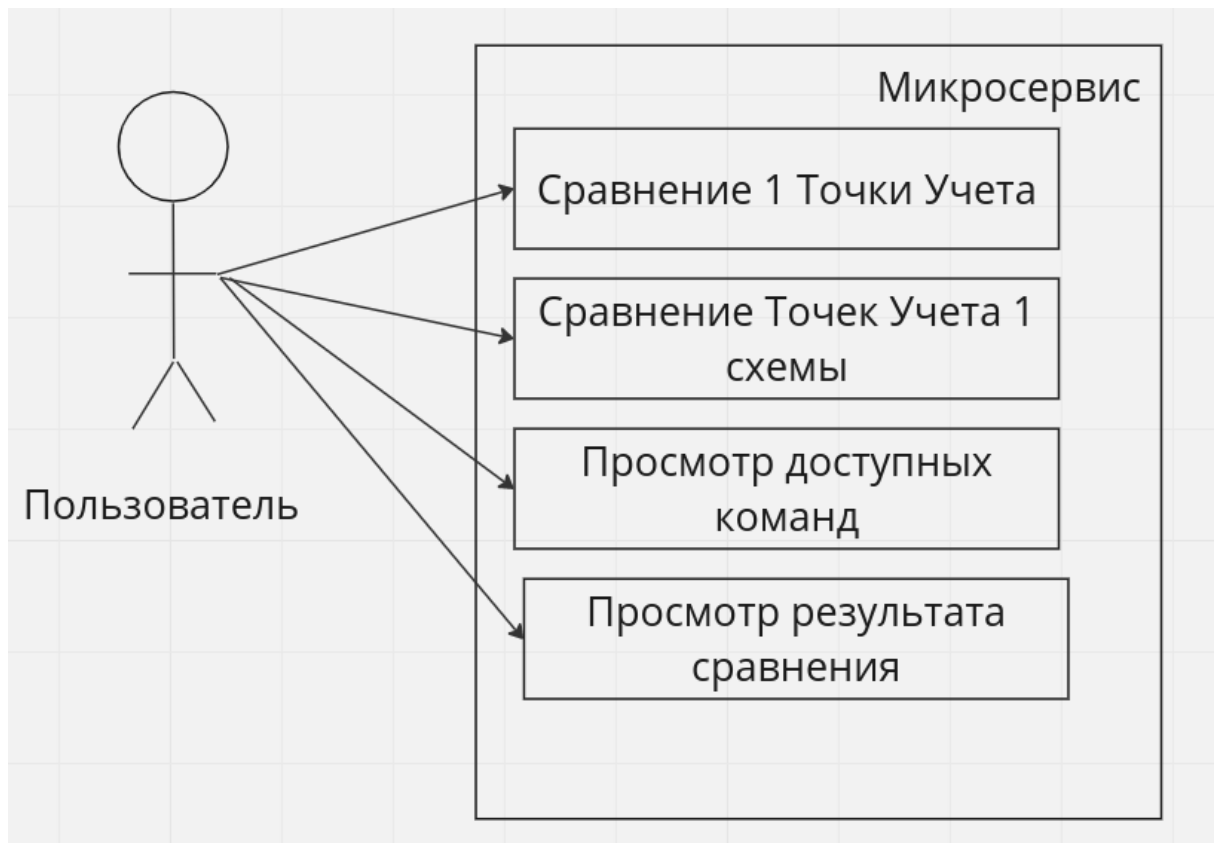 Микросервис
Сравнение 1 Точки Учета
Сравнение Точек Учета 1
схемы
Просмотр доступных
команд
Просмотр результата
сравнения
Пользователь